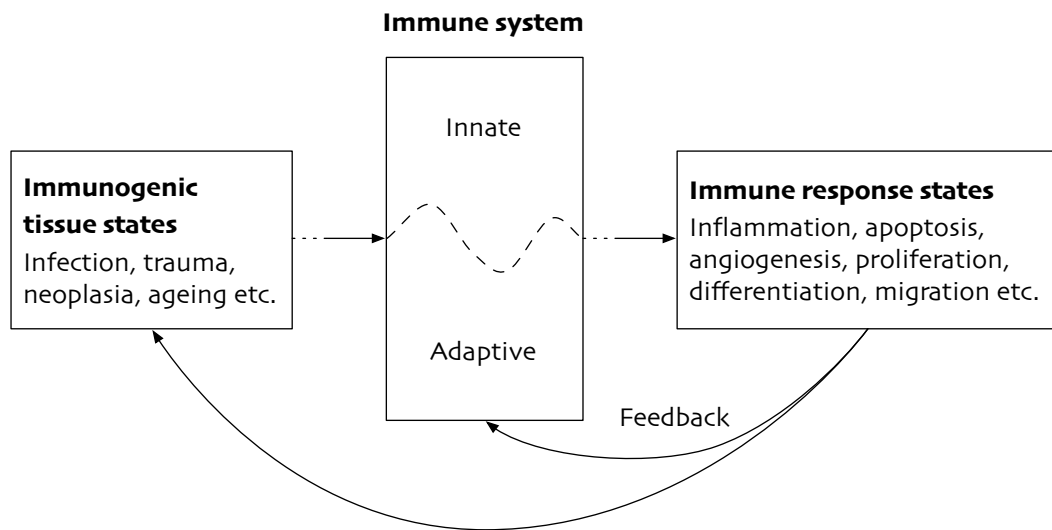 Immune system
Innate
Adaptive
Immunogenic
tissue states
Infection, trauma,
neoplasia, ageing etc.
Immune response states
Inflammation, apoptosis,
angiogenesis, proliferation,
differentiation, migration etc.
Feedback